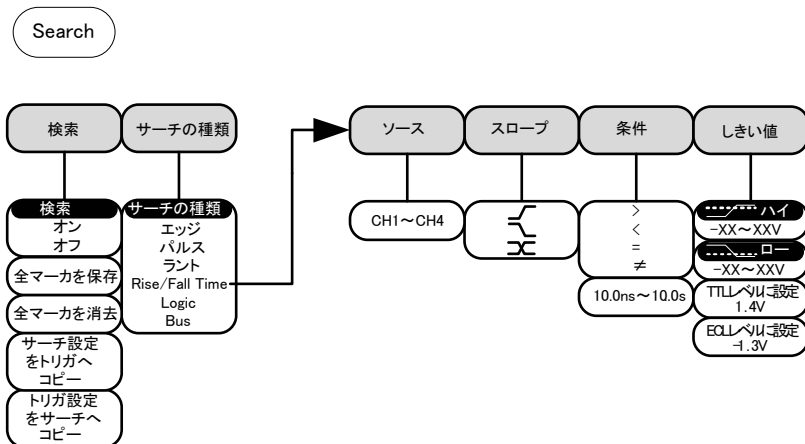 Search
検索
サーチの種類
ソース
スロープ
条件
しきい値
検索
オン
オフ
全マーカを保存
全マーカを消去
サーチ設定
をトリガへ
コピー
トリガ設定
をサーチへ
コピー
サーチの種類
エッジ
パルス
ラント
Rise/Fall Time
Logic
Bus
CH1～CH4
>
<
=
≠
10.0ns～10.0s
ハイ
-XX～XXV
ロー
-XX～XXV
TTLレベルに設定
1.4V
ECLレベルに設定
-1.3V